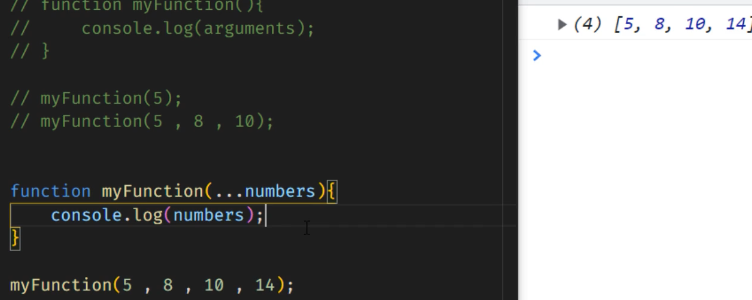 // function myFunction(){
//     console.log(arguments);
// }
// myFunction(5);
// myFunction(5 , 8 , 10);
function myFunction(...numbers){
    console.log(numbers);
}
myFunction(5 , 8 , 10 , 14);
▶ (4) [5, 8, 10, 14]
>